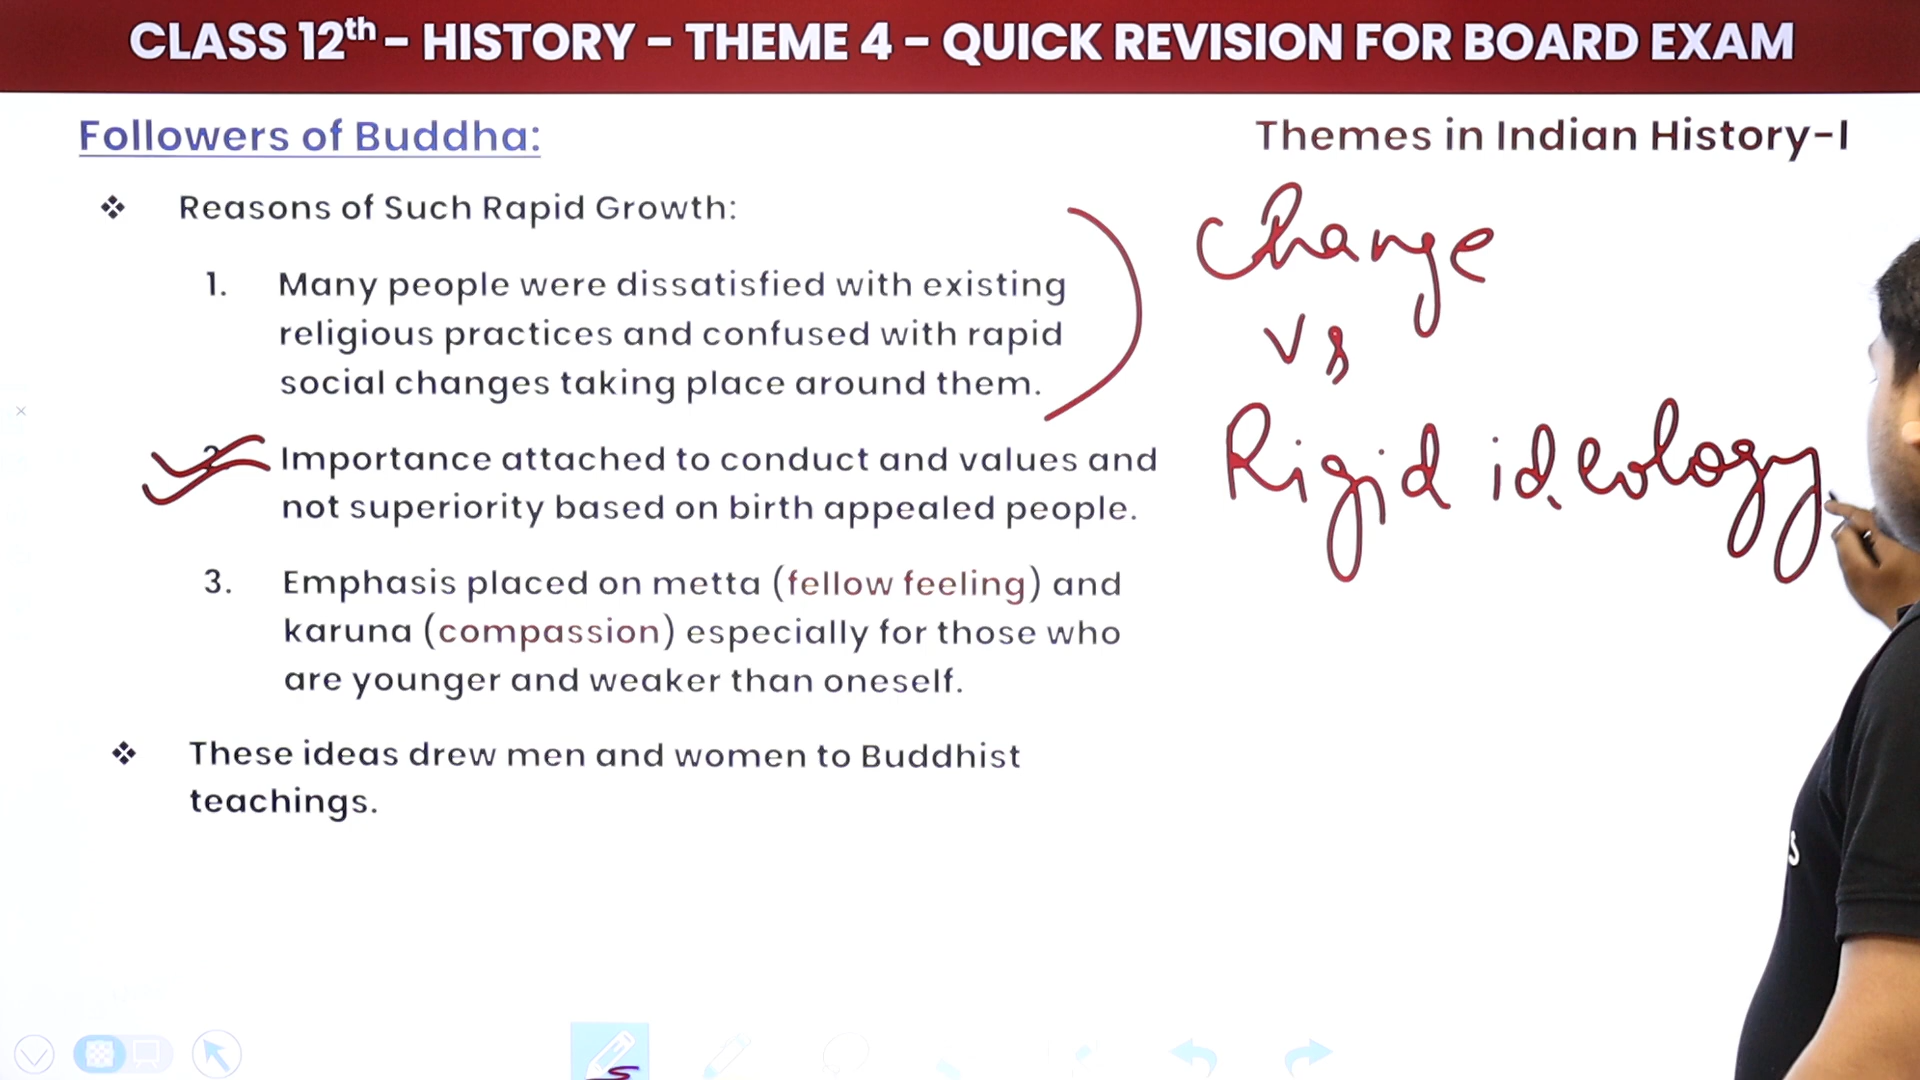 CLASS 12th – HISTORY – THEME 4 – QUICK REVISION FOR BOARD EXAM
Followers of Buddha:
Themes in Indian History-I
❖ Reasons of Such Rapid Growth:
1. Many people were dissatisfied with existing
religious practices and confused with rapid
social changes taking place around them.
2. Importance attached to conduct and values and
not superiority based on birth appealed people.
3. Emphasis placed on metta (fellow feeling) and
karuna (compassion) especially for those who
are younger and weaker than oneself.
❖ These ideas drew men and women to Buddhist
teachings.
Change
Vs
Rigid ideology